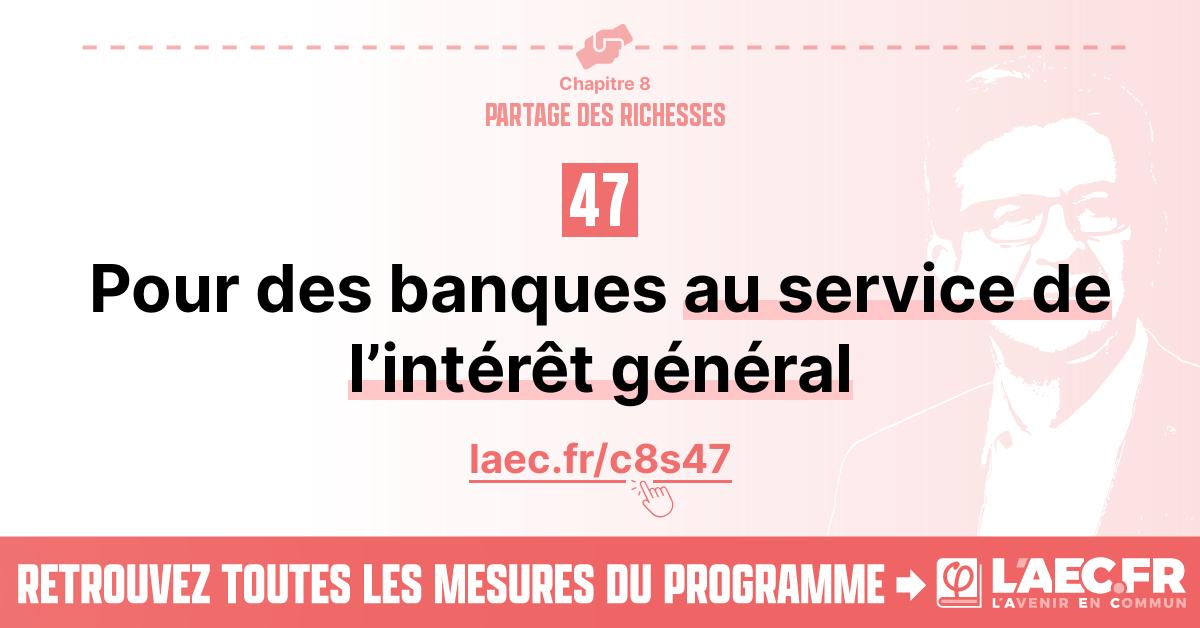 Chapitre 8
PARTAGE DES RICHESSES
47
Pour des banques au service de
l’intérêt général
laec.fr/c8s47
RETROUVEZ TOUTES LES MESURES DU PROGRAMME
L'AEC.FR
L'AVENIR EN COMMUN